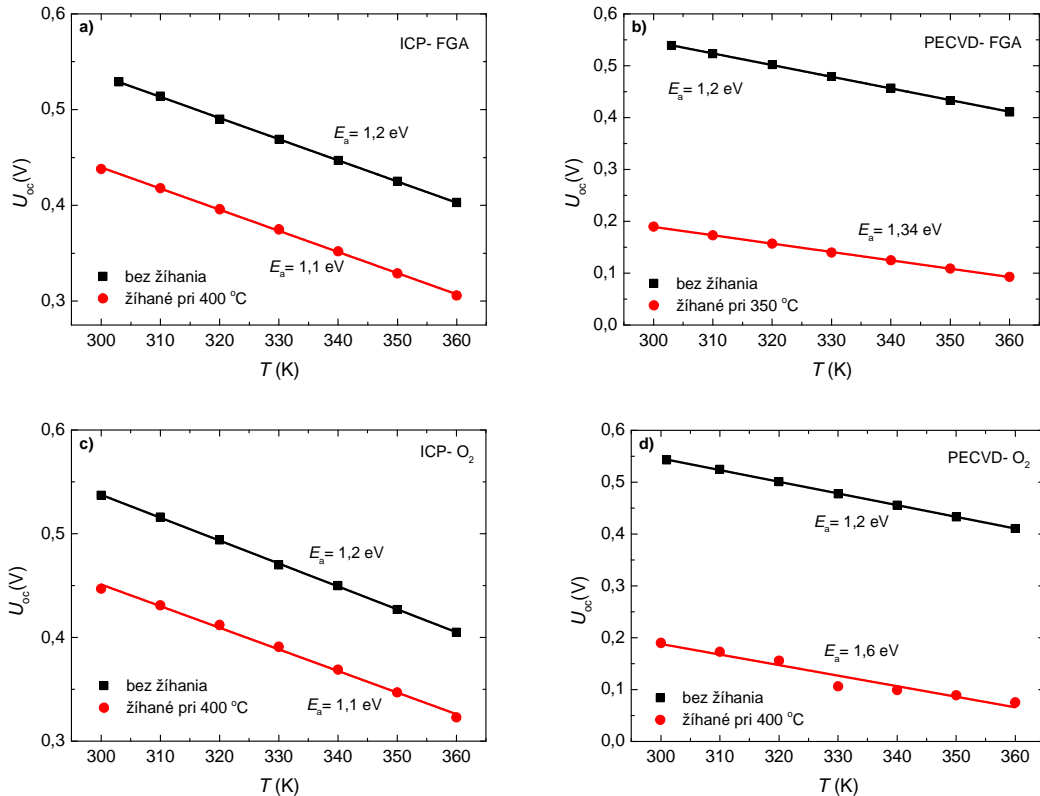 a)
ICP- FGA
0,6
0,5
0,4
0,3
U_oc(V)
E_a= 1,2 eV
E_a= 1,1 eV
bez žíhania
žíhané pri 400 °C
300 310 320 330 340 350 360
T (K)
b)
PECVD- FGA
0,6
0,5
0,4
0,3
0,2
0,1
0,0
U_oc(V)
E_a= 1,2 eV
E_a= 1,34 eV
bez žíhania
žíhané pri 350 °C
300 310 320 330 340 350 360
T (K)
c)
ICP- O₂
0,6
0,5
0,4
0,3
U_oc(V)
E_a= 1,2 eV
E_a= 1,1 eV
bez žíhania
žíhané pri 400 °C
300 310 320 330 340 350 360
T (K)
d)
PECVD- O₂
0,6
0,5
0,4
0,3
0,2
0,1
0,0
U_oc(V)
E_a= 1,2 eV
E_a= 1,6 eV
bez žíhania
žíhané pri 400 °C
300 310 320 330 340 350 360
T (K)